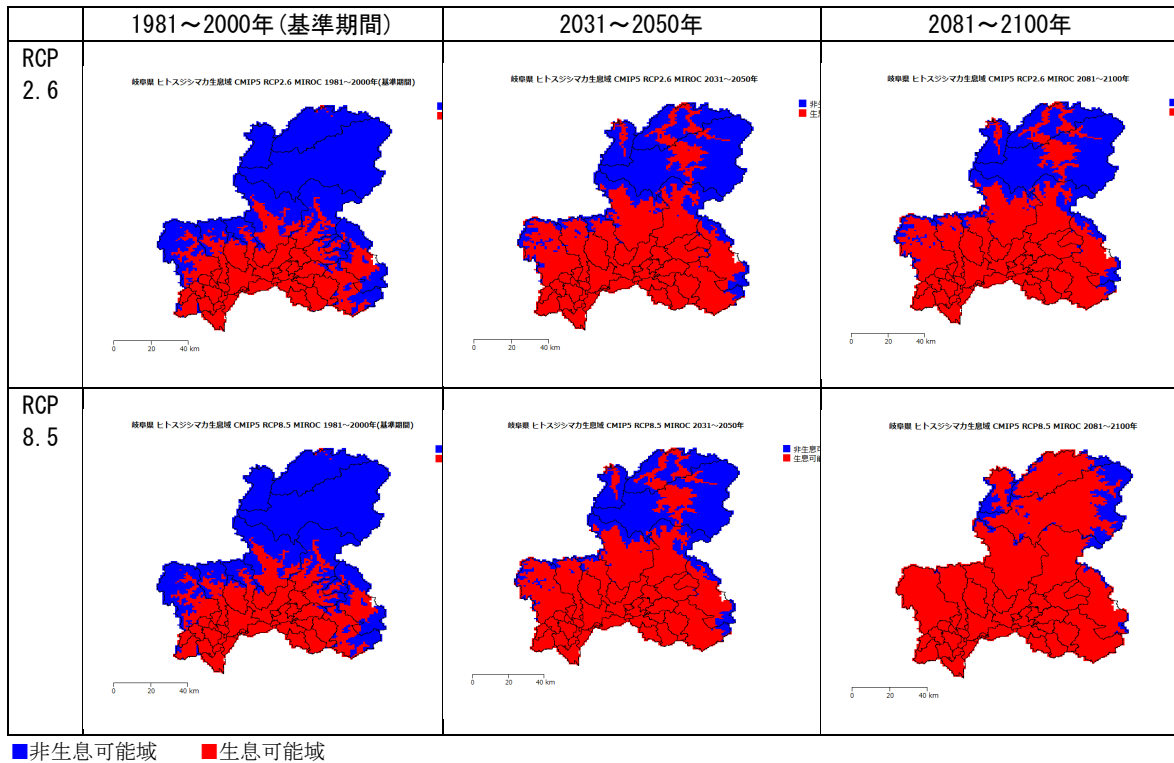 1981～2000年(基準期間)
2031～2050年
2081～2100年
RCP
2.6
岐阜県 ヒトスジシマカ生息域 CMIP5 RCP2.6 MIROC 1981～2000年(基準期間)
0 20 40 km
岐阜県 ヒトスジシマカ生息域 CMIP5 RCP2.6 MIROC 2031～2050年
非生
生息
0 20 40 km
岐阜県 ヒトスジシマカ生息域 CMIP5 RCP2.6 MIROC 2081～2100年
0 20 40 km
RCP
8.5
岐阜県 ヒトスジシマカ生息域 CMIP5 RCP8.5 MIROC 1981～2000年(基準期間)
0 20 40 km
岐阜県 ヒトスジシマカ生息域 CMIP5 RCP8.5 MIROC 2031～2050年
非生息可
生息可
0 20 40 km
岐阜県 ヒトスジシマカ生息域 CMIP5 RCP8.5 MIROC 2081～2100年
0 20 40 km
■非生息可能域 ■生息可能域